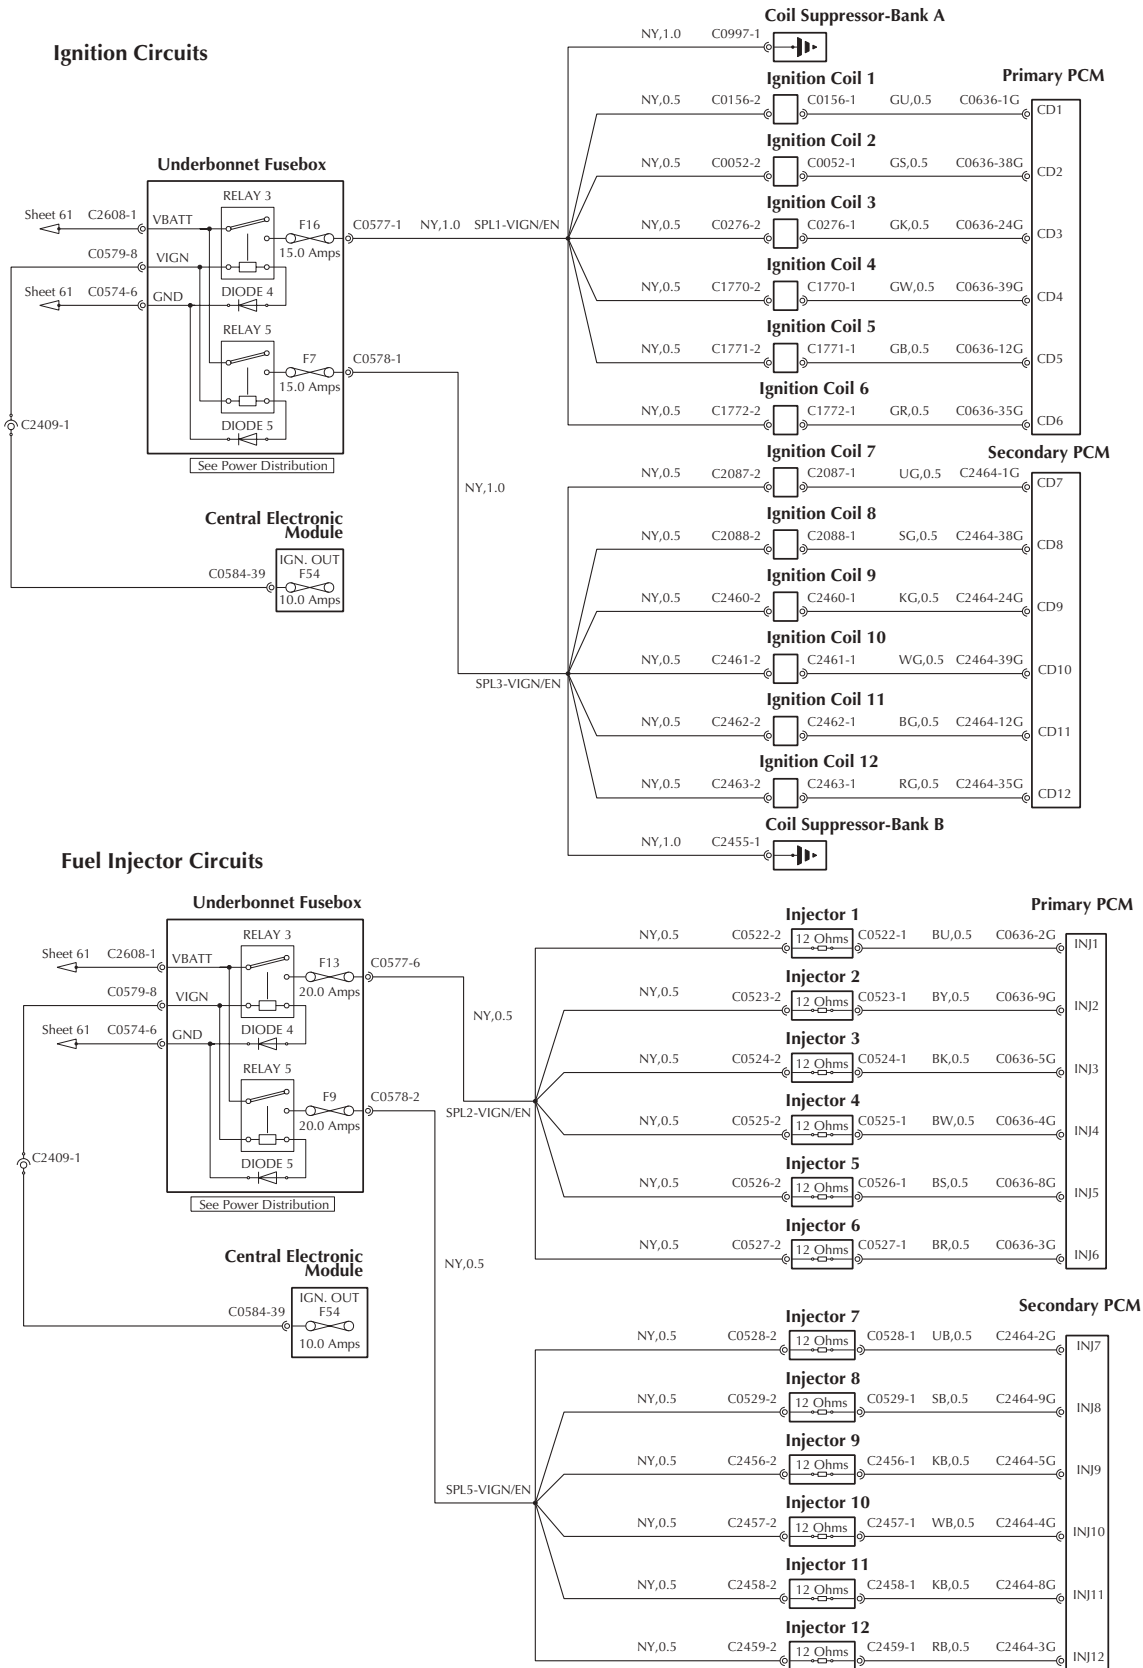 Ignition Circuits
Coil Suppressor-Bank A
NY,1.0 C0997-1
Primary PCM
Ignition Coil 1
NY,0.5 C0156-2 C0156-1 GU,0.5 C0636-1G CD1
Ignition Coil 2
NY,0.5 C0052-2 C0052-1 GS,0.5 C0636-38G CD2
Ignition Coil 3
NY,0.5 C0276-2 C0276-1 GK,0.5 C0636-24G CD3
Ignition Coil 4
NY,0.5 C1770-2 C1770-1 GW,0.5 C0636-39G CD4
Ignition Coil 5
NY,0.5 C1771-2 C1771-1 GB,0.5 C0636-12G CD5
Ignition Coil 6
NY,0.5 C1772-2 C1772-1 GR,0.5 C0636-35G CD6
Underbonnet Fusebox
RELAY 3
Sheet 61 C2608-1 VBATT
F16
15.0 Amps
C0577-1 NY,1.0 SPL1-VIGN/EN
C0579-8 VIGN
Sheet 61 C0574-6 GND
DIODE 4
RELAY 5
F7
15.0 Amps
C0578-1
DIODE 5
C2409-1
See Power Distribution
NY,1.0
Central Electronic
Module
IGN. OUT
C0584-39 F54
10.0 Amps
SPL3-VIGN/EN
Secondary PCM
Ignition Coil 7
NY,0.5 C2087-2 C2087-1 UG,0.5 C2464-1G CD7
Ignition Coil 8
NY,0.5 C2088-2 C2088-1 SG,0.5 C2464-38G CD8
Ignition Coil 9
NY,0.5 C2460-2 C2460-1 KG,0.5 C2464-24G CD9
Ignition Coil 10
NY,0.5 C2461-2 C2461-1 WG,0.5 C2464-39G CD10
Ignition Coil 11
NY,0.5 C2462-2 C2462-1 BG,0.5 C2464-12G CD11
Ignition Coil 12
NY,0.5 C2463-2 C2463-1 RG,0.5 C2464-35G CD12
Coil Suppressor-Bank B
NY,1.0 C2455-1
Fuel Injector Circuits
Underbonnet Fusebox
RELAY 3
Sheet 61 C2608-1 VBATT
F13
20.0 Amps
C0577-6
C0579-8 VIGN
Sheet 61 C0574-6 GND
DIODE 4
NY,0.5
RELAY 5
F9
20.0 Amps
C0578-2
SPL2-VIGN/EN
DIODE 5
C2409-1
See Power Distribution
NY,0.5
Central Electronic
Module
IGN. OUT
C0584-39 F54
10.0 Amps
SPL5-VIGN/EN
Primary PCM
Injector 1
NY,0.5 C0522-2 12 Ohms C0522-1 BU,0.5 C0636-2G INJ1
Injector 2
NY,0.5 C0523-2 12 Ohms C0523-1 BY,0.5 C0636-9G INJ2
Injector 3
NY,0.5 C0524-2 12 Ohms C0524-1 BK,0.5 C0636-5G INJ3
Injector 4
NY,0.5 C0525-2 12 Ohms C0525-1 BW,0.5 C0636-4G INJ4
Injector 5
NY,0.5 C0526-2 12 Ohms C0526-1 BS,0.5 C0636-8G INJ5
Injector 6
NY,0.5 C0527-2 12 Ohms C0527-1 BR,0.5 C0636-3G INJ6
Secondary PCM
Injector 7
NY,0.5 C0528-2 12 Ohms C0528-1 UB,0.5 C2464-2G INJ7
Injector 8
NY,0.5 C0529-2 12 Ohms C0529-1 SB,0.5 C2464-9G INJ8
Injector 9
NY,0.5 C2456-2 12 Ohms C2456-1 KB,0.5 C2464-5G INJ9
Injector 10
NY,0.5 C2457-2 12 Ohms C2457-1 WB,0.5 C2464-4G INJ10
Injector 11
NY,0.5 C2458-2 12 Ohms C2458-1 KB,0.5 C2464-8G INJ11
Injector 12
NY,0.5 C2459-2 12 Ohms C2459-1 RB,0.5 C2464-3G INJ12